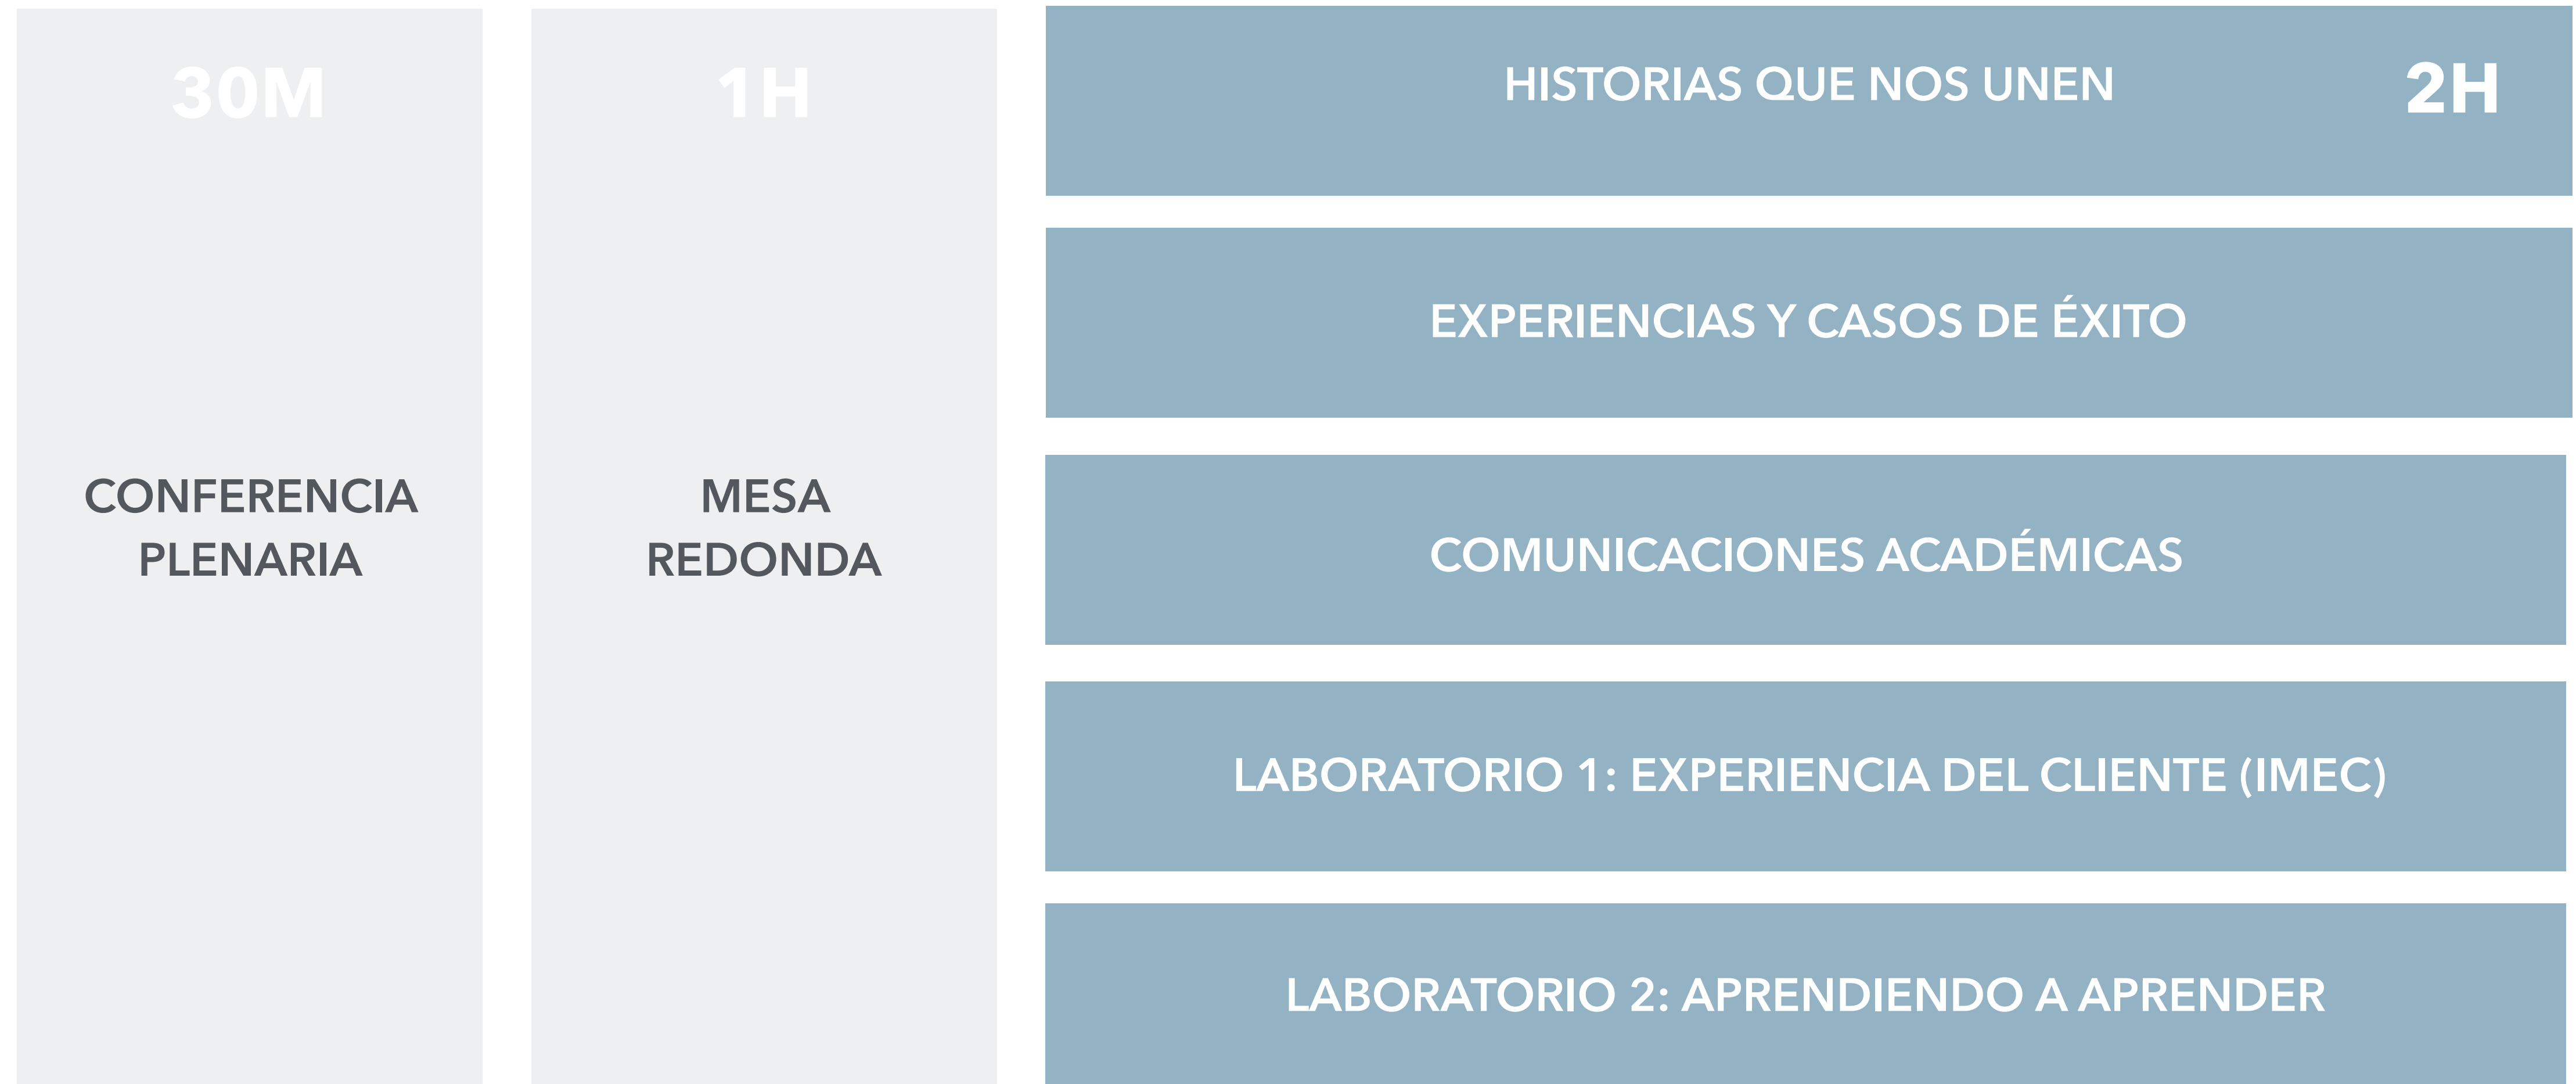 30M
CONFERENCIA
PLENARIA
1H
MESA
REDONDA
HISTORIAS QUE NOS UNEN
2H
EXPERIENCIAS Y CASOS DE ÉXITO
COMUNICACIONES ACADÉMICAS
LABORATORIO 1: EXPERIENCIA DEL CLIENTE (IMEC)
LABORATORIO 2: APRENDIENDO A APRENDER